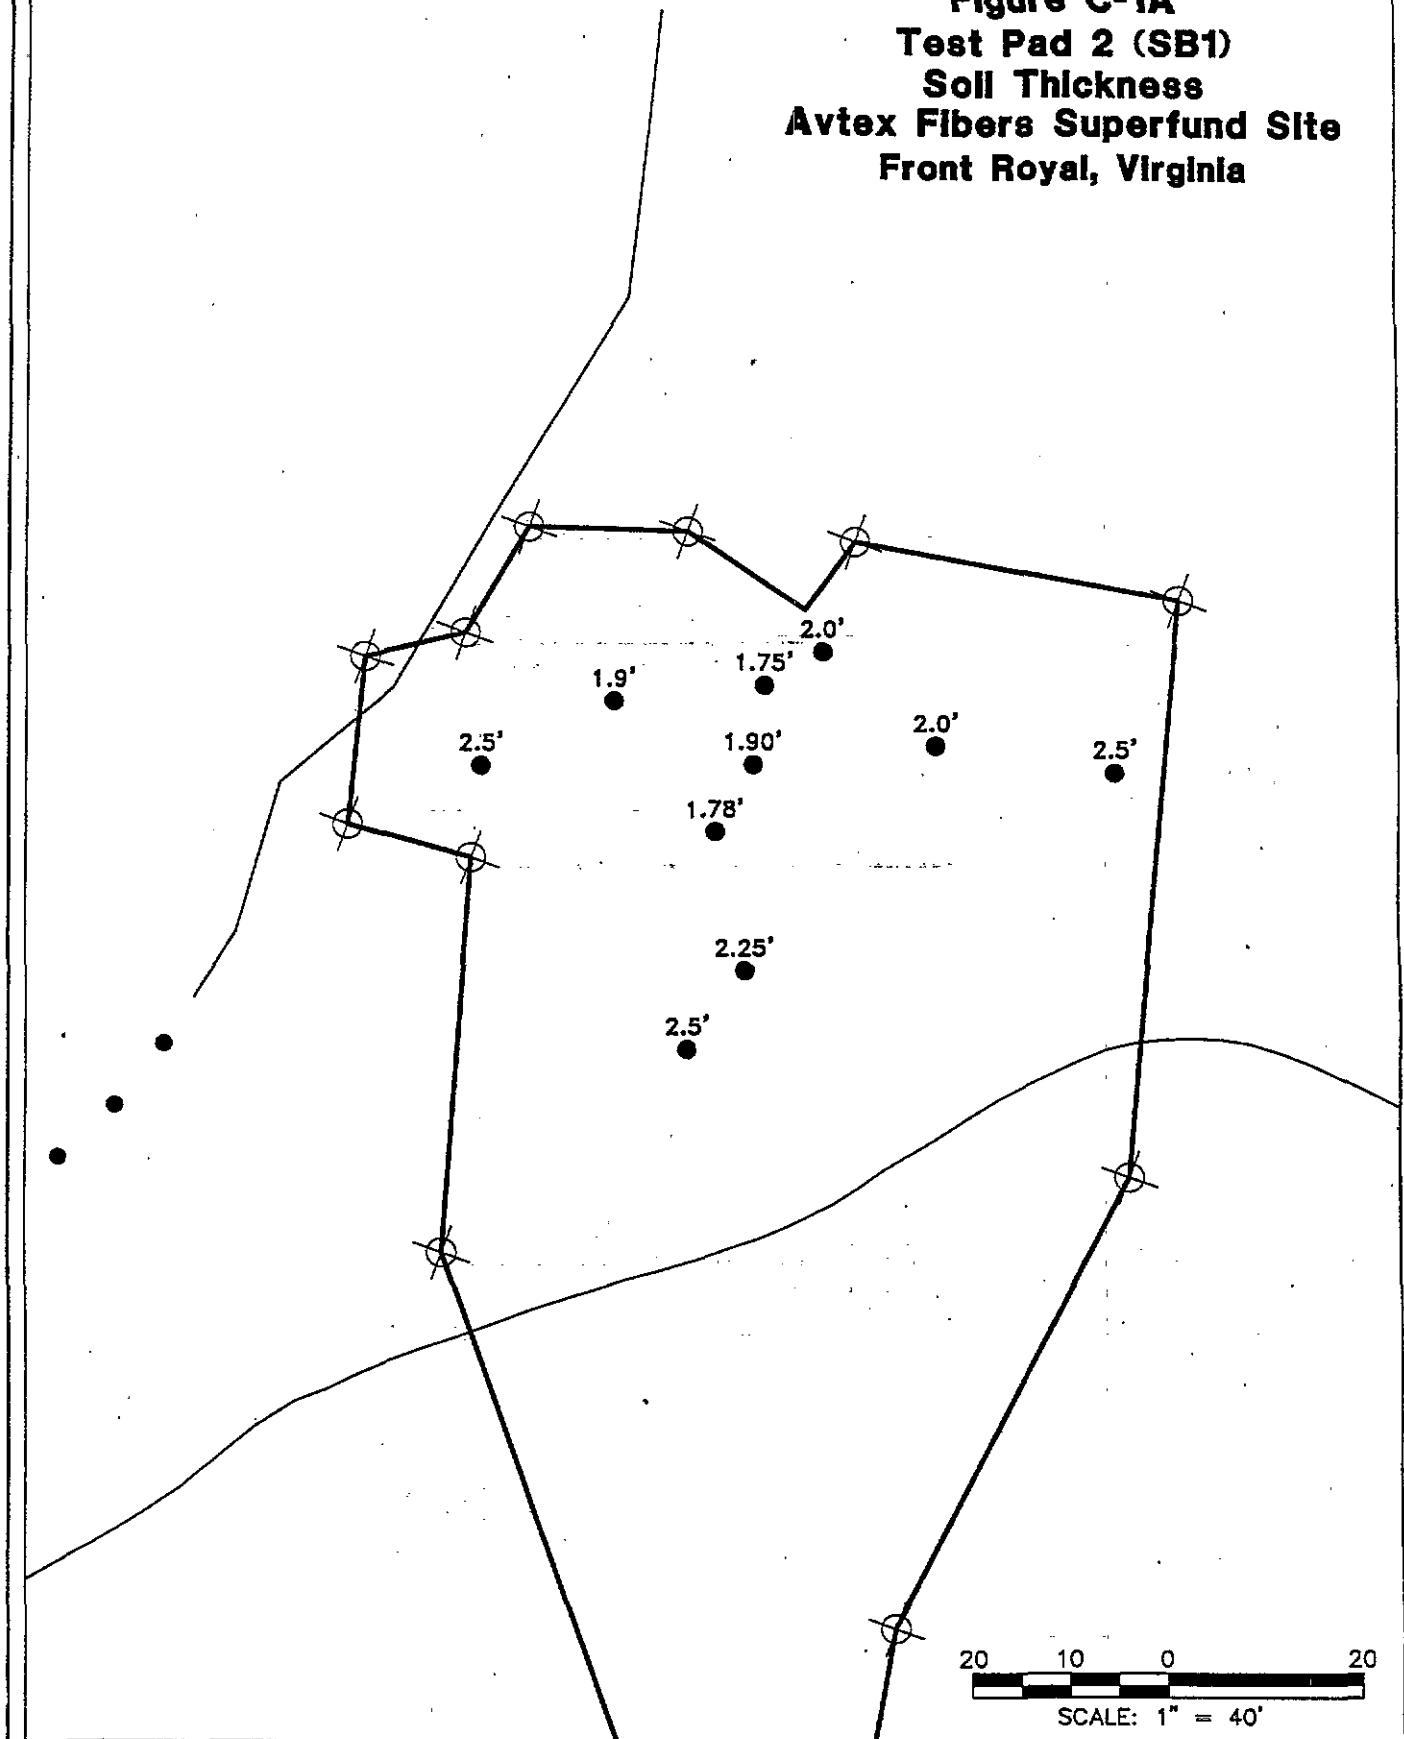 Figure C-1A
Test Pad 2 (SB1)
Soil Thickness
Avtex Fibers Superfund Site
Front Royal, Virginia
2.0'
1.75'
1.9'
2.0'
2.5'
1.90'
2.5'
1.78'
2.25'
2.5'
20 10 0 20
SCALE: 1" = 40'